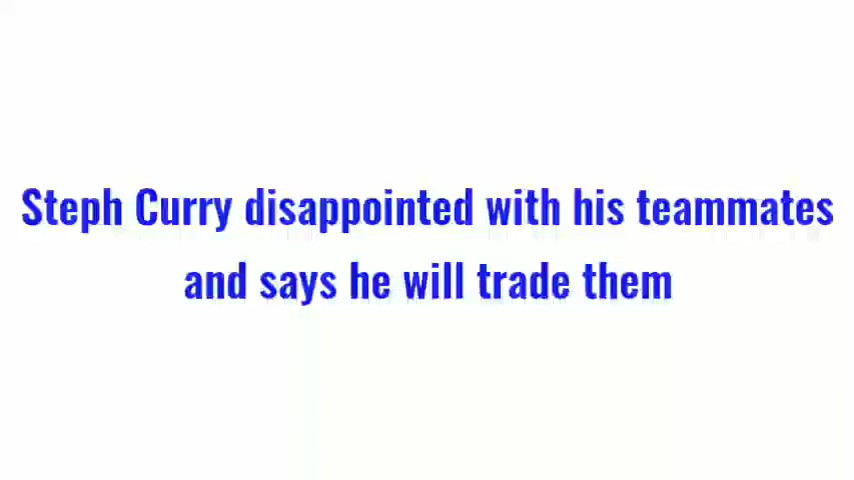 Steph Curry disappointed with his teammates
and says he will trade them